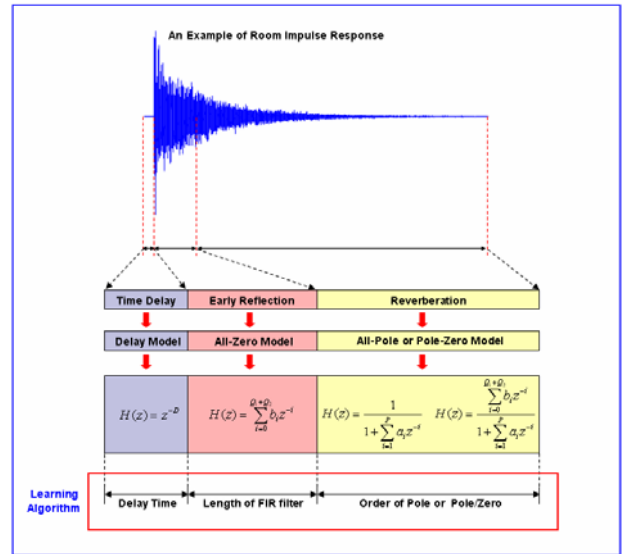 An Example of Room Impulse Response
Time Delay Early Reflection Reverberation
Delay Model All-Zero Model All-Pole or Pole-Zero Model
H(z) = z^{-D} H(z) = \sum_{i=0}^{Q_1+Q_2} b_i z^{-i} H(z) = \frac{1}{1+\sum_{i=1}^{P} a_i z^{-i}} H(z) = \frac{\sum_{i=0}^{Q_1+Q_2} b_i z^{-i}}{1+\sum_{i=1}^{P} a_i z^{-i}}
Learning
Algorithm
Delay Time Length of FIR filter Order of Pole or Pole/Zero